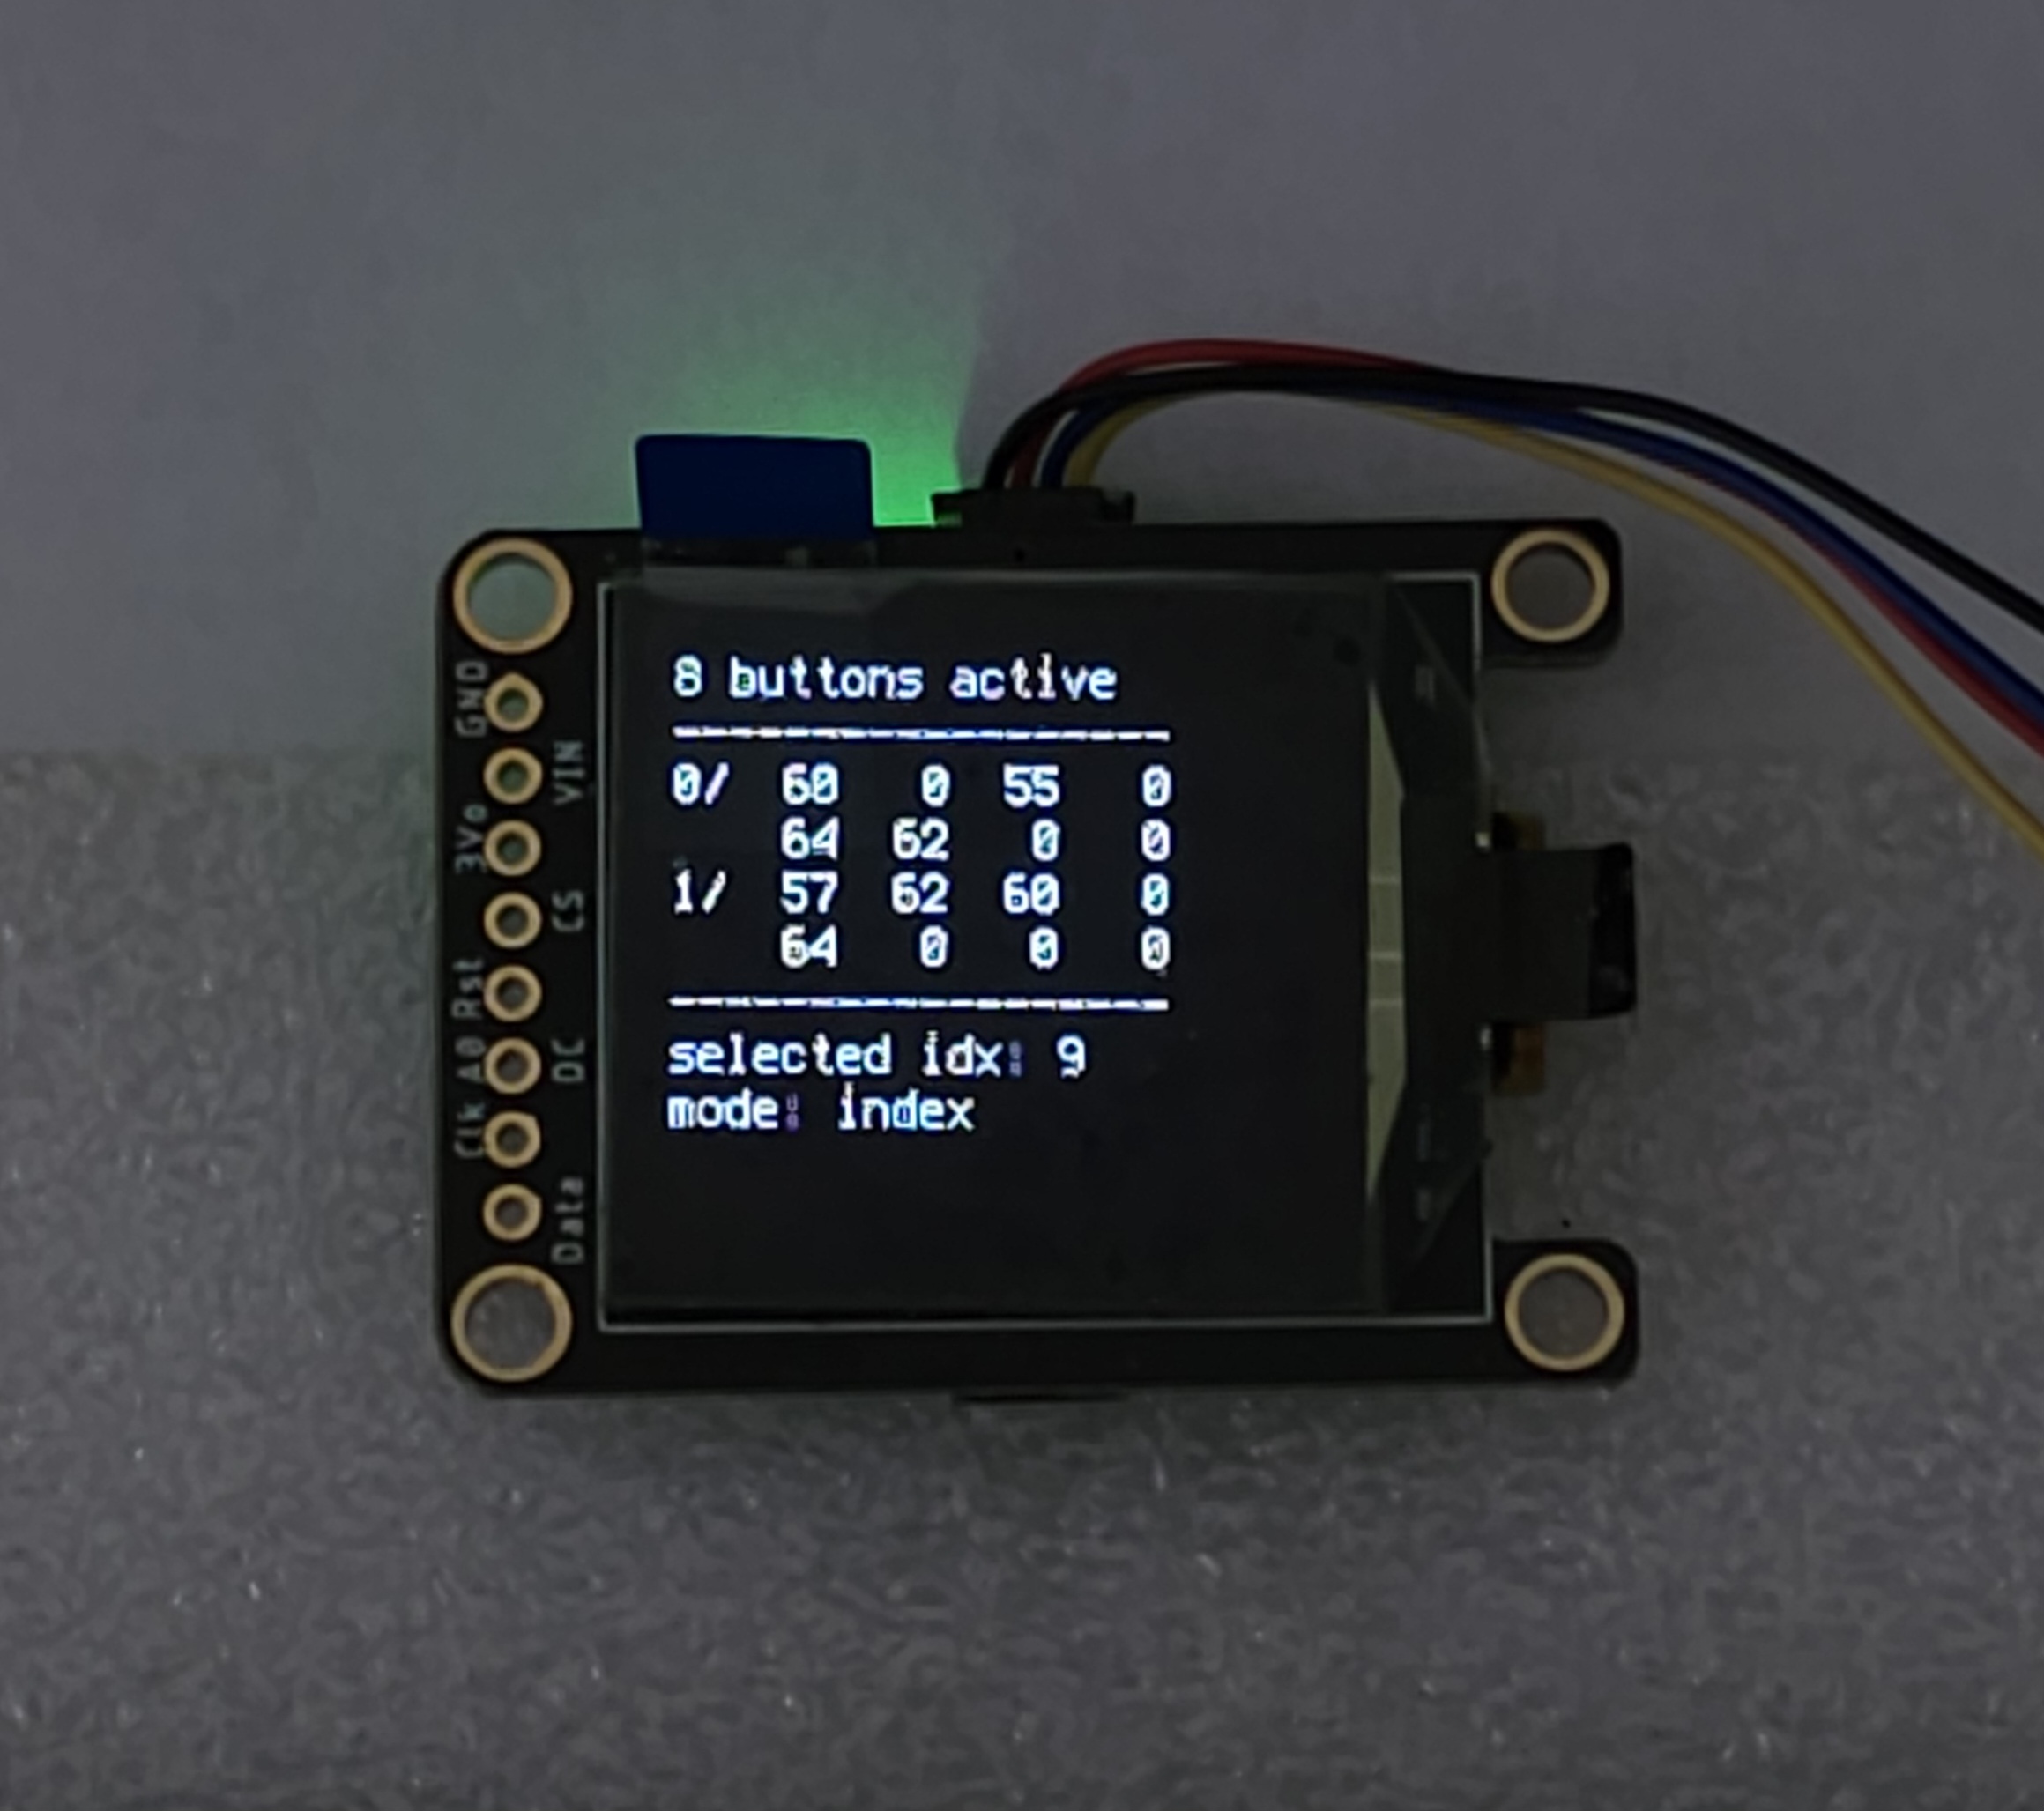 8 buttons active
------------------
0/  60   0  55   0
    64  62   0   0
1/  57  62  60   0
    64   0   0   0
------------------
selected idx: 9
mode: index
GND
VIN
3Vo
CS
Rst
DC
A0
Clk
Data